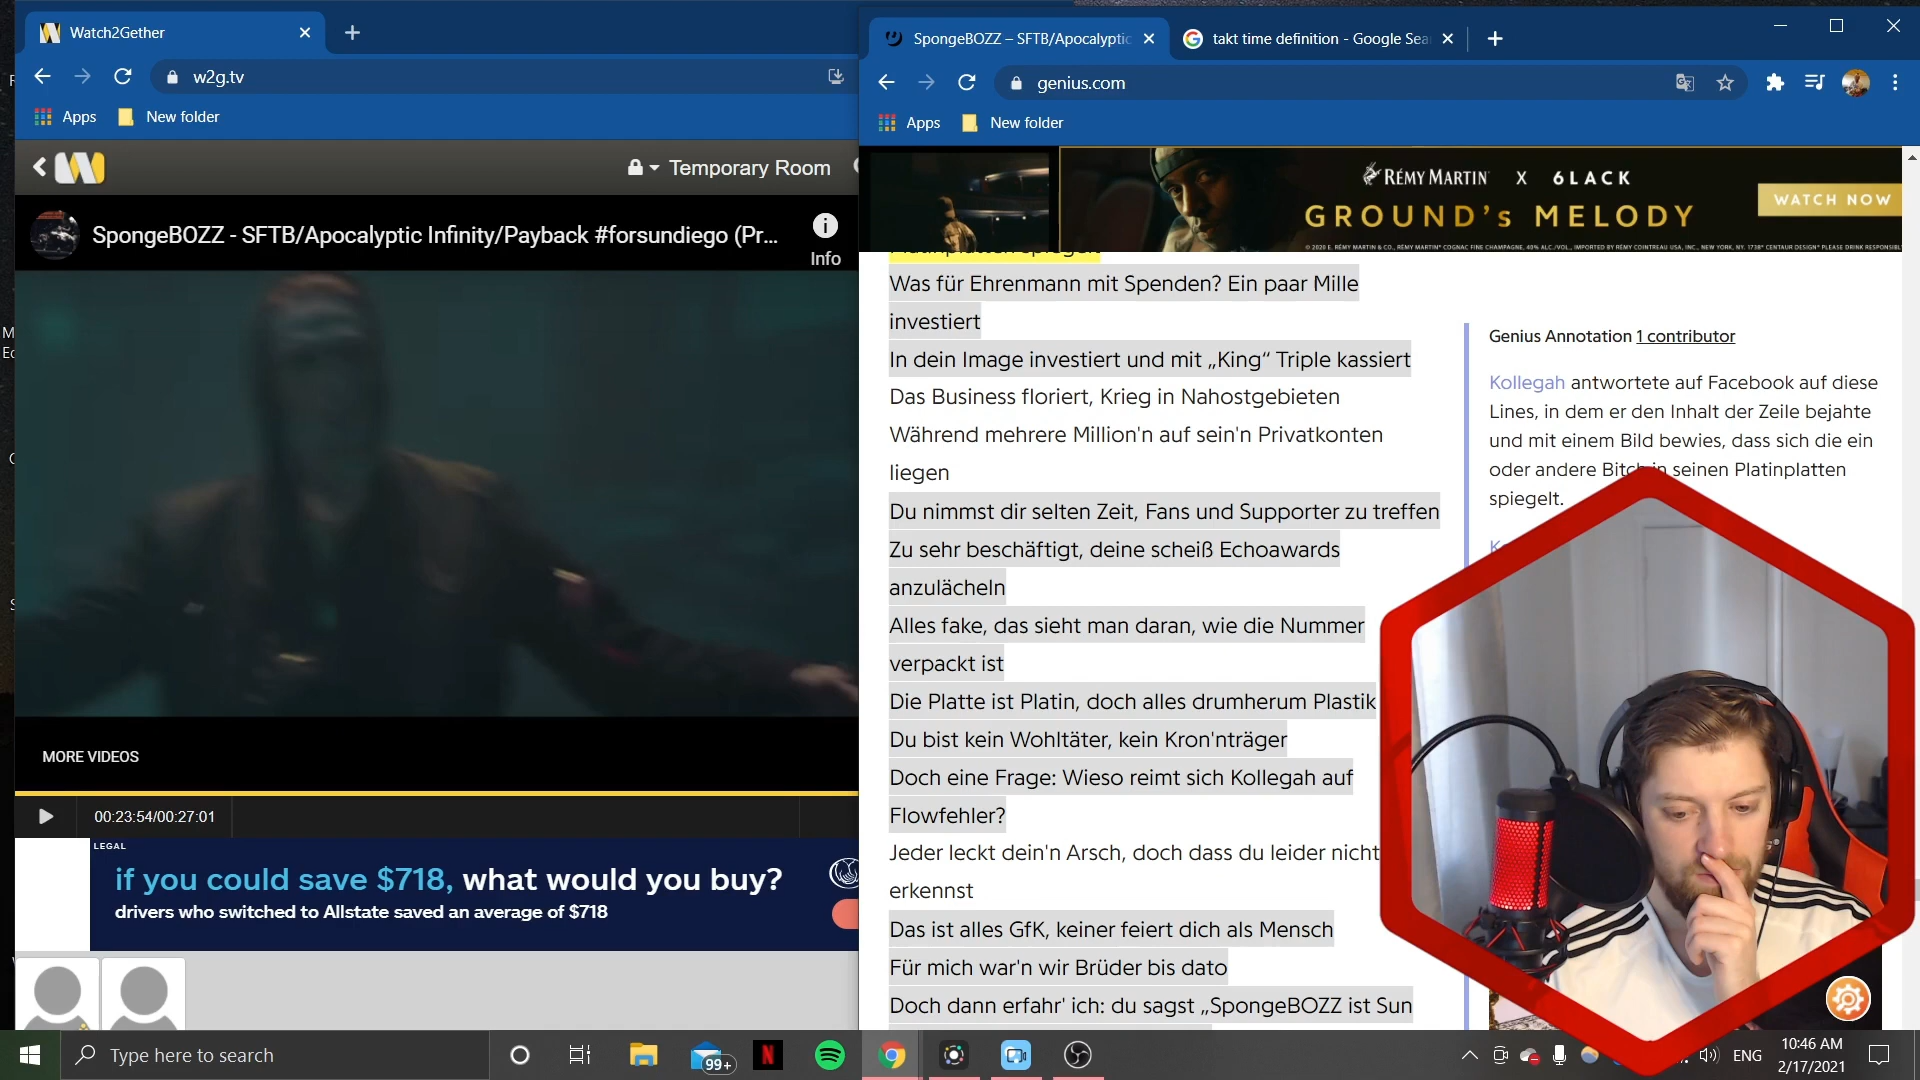 Watch2Gether
w2g.tv
Apps
New folder
Temporary Room
SpongeBOZZ - SFTB/Apocalyptic Infinity/Payback #forsundiego (Pr...
Info
MORE VIDEOS
00:23:54/00:27:01
LEGAL
if you could save $718, what would you buy?
drivers who switched to Allstate saved an average of $718
SpongeBOZZ – SFTB/Apocalyptic
takt time definition - Google Sea
genius.com
Apps
New folder
RÉMY MARTIN X 6LACK
GROUND's MELODY
WATCH NOW
Was für Ehrenmann mit Spenden? Ein paar Mille
investiert
In dein Image investiert und mit „King“ Triple kassiert
Das Business floriert, Krieg in Nahostgebieten
Während mehrere Million'n auf sein'n Privatkonten
liegen
Du nimmst dir selten Zeit, Fans und Supporter zu treffen
Zu sehr beschäftigt, deine scheiß Echoawards
anzulächeln
Alles fake, das sieht man daran, wie die Nummer
verpackt ist
Die Platte ist Platin, doch alles drumherum Plastik
Du bist kein Wohltäter, kein Kron'nträger
Doch eine Frage: Wieso reimt sich Kollegah auf
Flowfehler?
Jeder leckt dein'n Arsch, doch dass du leider nicht
erkennst
Das ist alles GfK, keiner feiert dich als Mensch
Für mich war'n wir Brüder bis dato
Doch dann erfahr' ich: du sagst „SpongeBOZZ ist Sun
Genius Annotation 1 contributor
Kollegah antwortete auf Facebook auf diese
Lines, in dem er den Inhalt der Zeile bejahte
und mit einem Bild bewies, dass sich die ein
oder andere Bitch in seinen Platinplatten
spiegelt.
Type here to search
99+
ENG
10:46 AM
2/17/2021